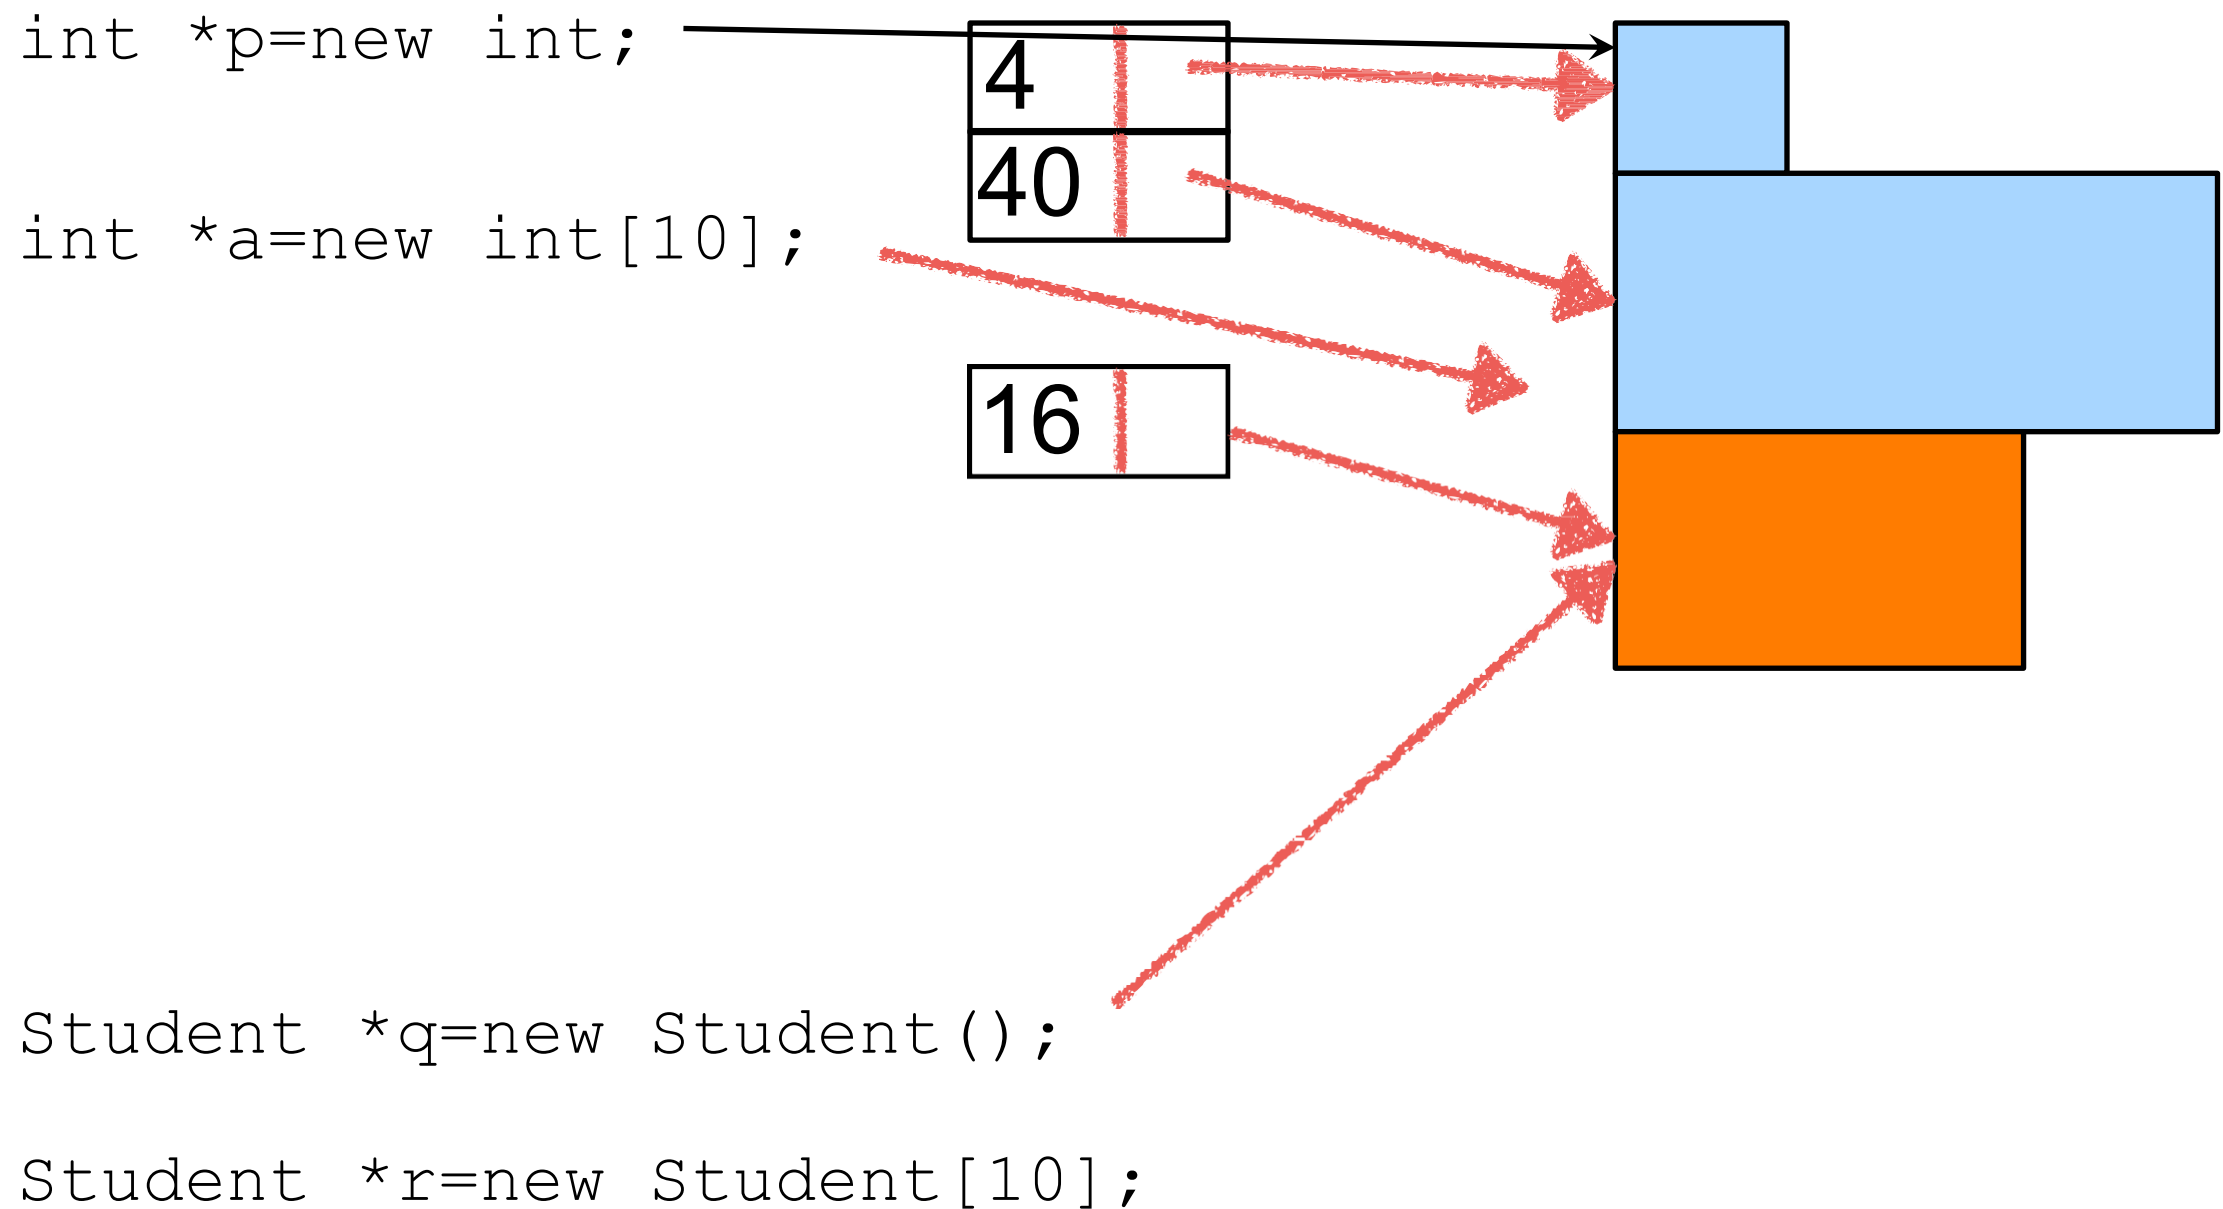 int *p=new int;
4
40
int *a=new int[10];
16
Student *q=new Student();
Student *r=new Student[10];